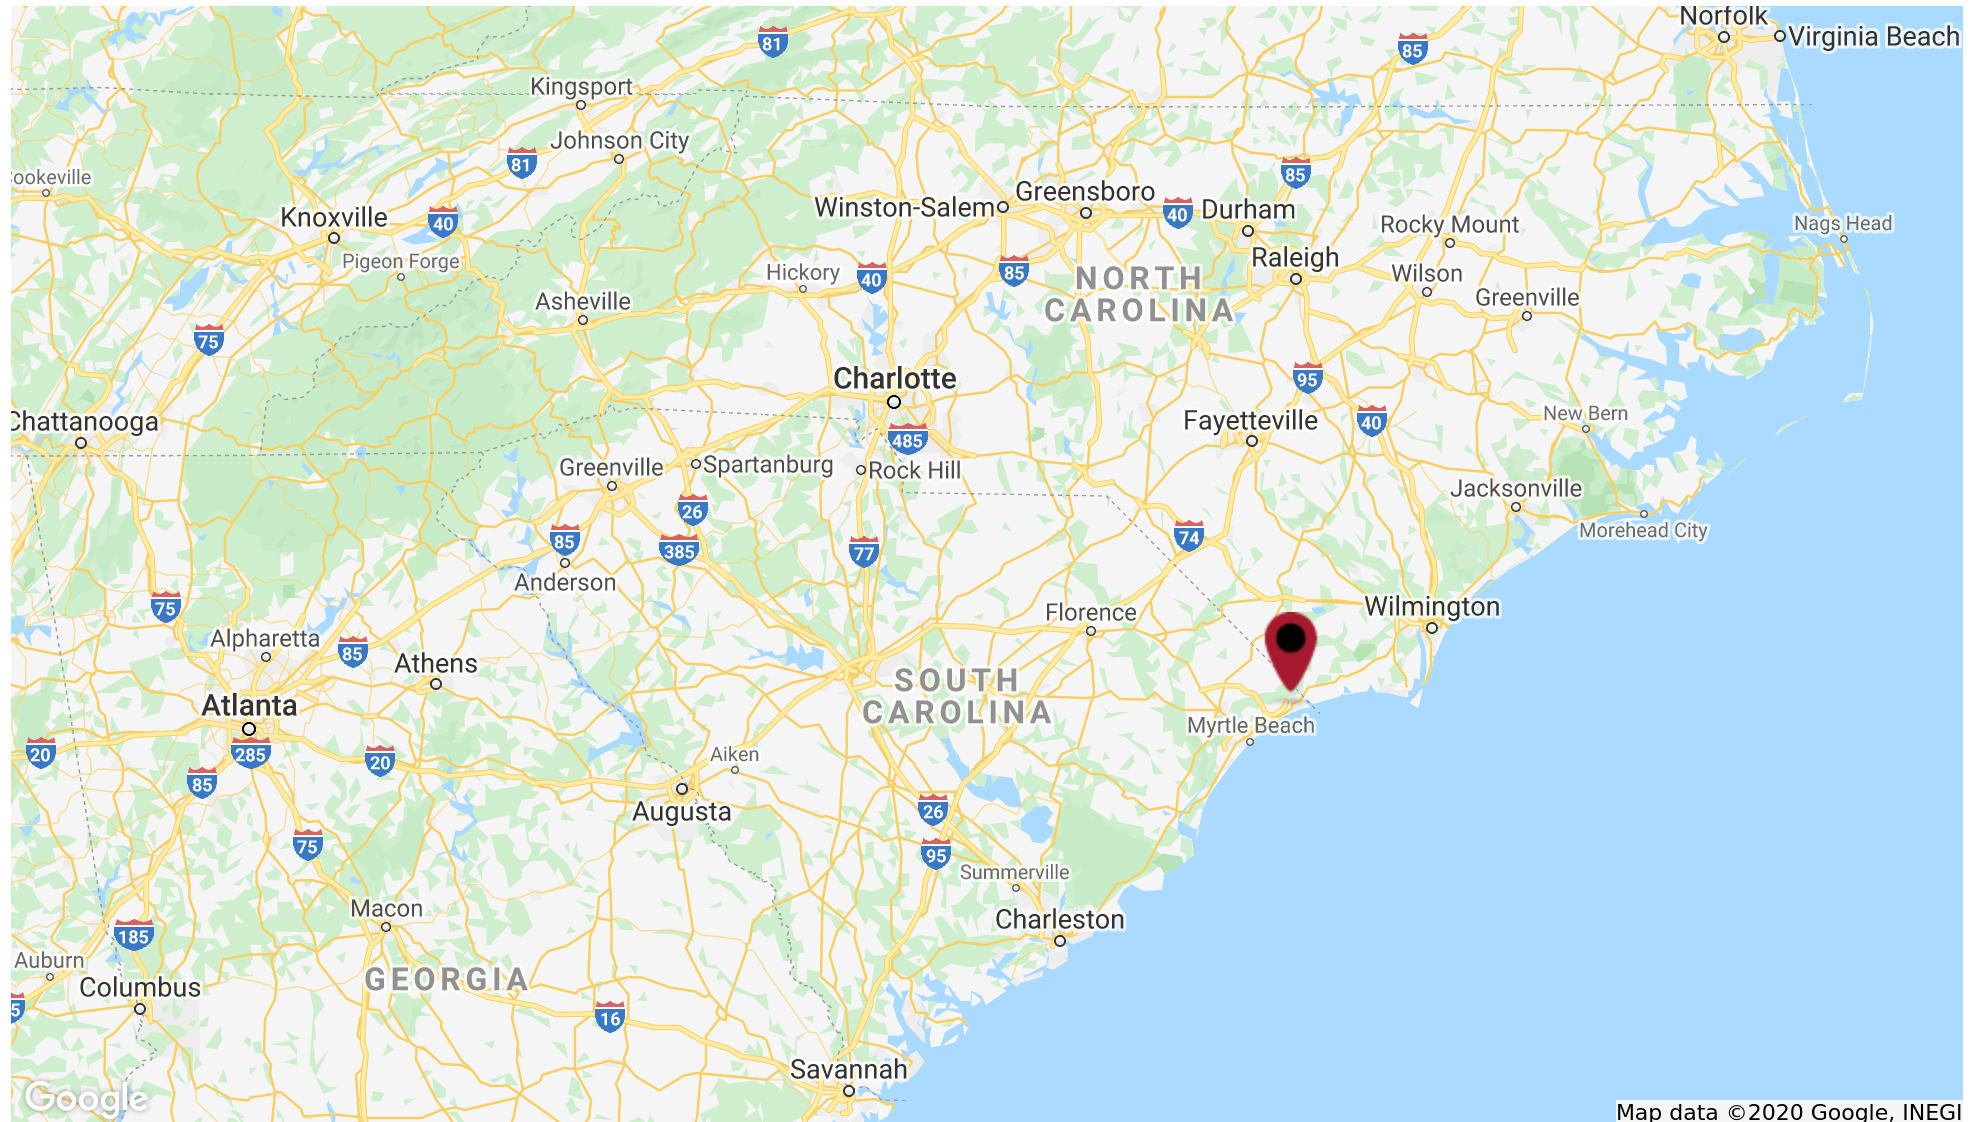 Norfolk
Virginia Beach
81
85
Kingsport
Johnson City
81
ookeville
85
Greensboro
Winston-Salem
40
Durham
Knoxville
40
Rocky Mount
Nags Head
Pigeon Forge
Raleigh
Hickory
40
85
NORTH
CAROLINA
Wilson
Greenville
Asheville
75
Charlotte
95
Chattanooga
Fayetteville
40
New Bern
485
Greenville
Spartanburg
Rock Hill
Jacksonville
26
Morehead City
85
385
77
74
Anderson
75
Florence
Wilmington
Alpharetta
85
Athens
SOUTH
CAROLINA
Atlanta
Myrtle Beach
20
285
20
Aiken
85
Augusta
26
75
95
Summerville
Macon
Charleston
185
Auburn
GEORGIA
Columbus
5
16
Savannah
Google
Map data ©2020 Google, INEGI